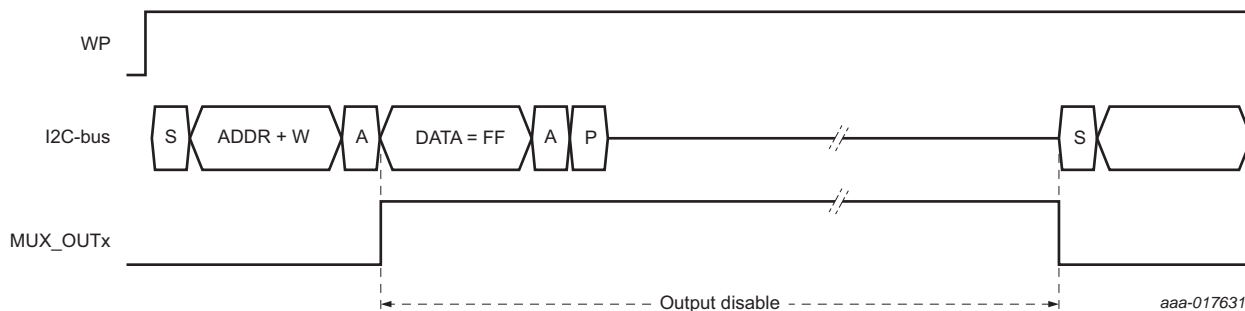 WP
I2C-bus S ADDR + W A DATA = FF A P S
MUX_OUTx
Output disable
aaa-017631